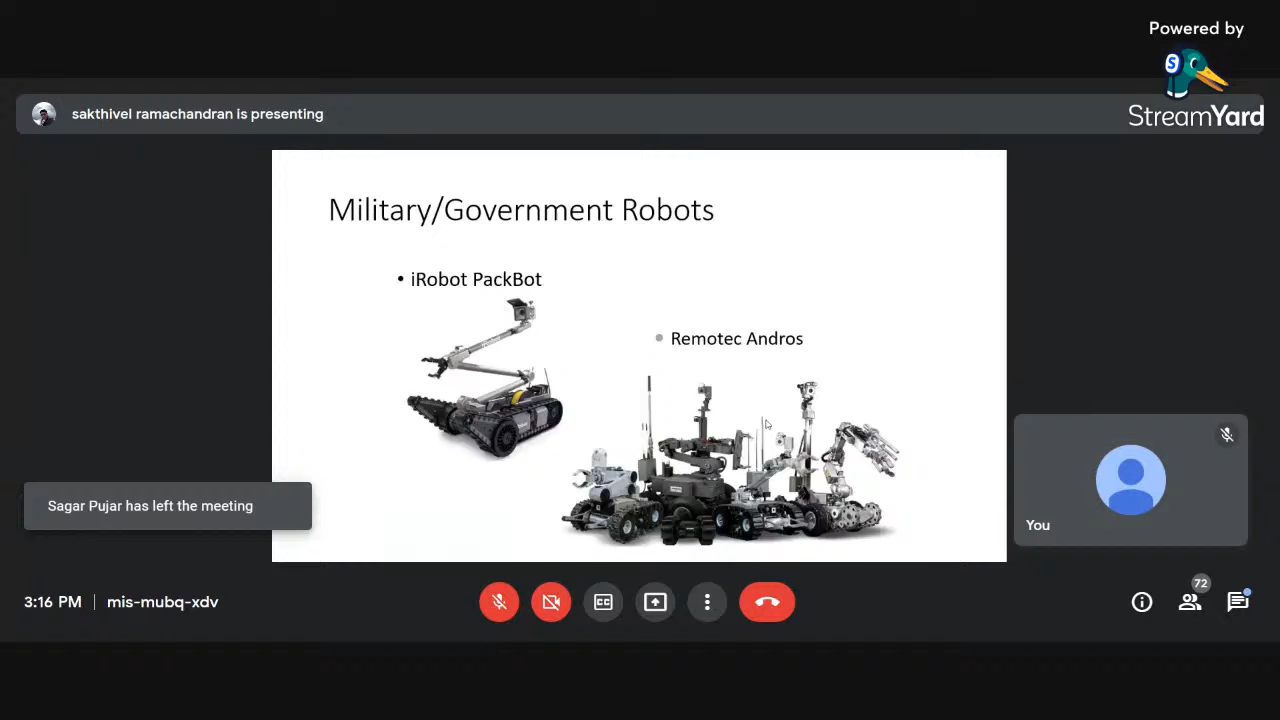 Powered by
StreamYard
sakthivel ramachandran is presenting
Military/Government Robots
• iRobot PackBot
• Remotec Andros
Sagar Pujar has left the meeting
You
3:16 PM | mis-mubq-xdv
CC
72